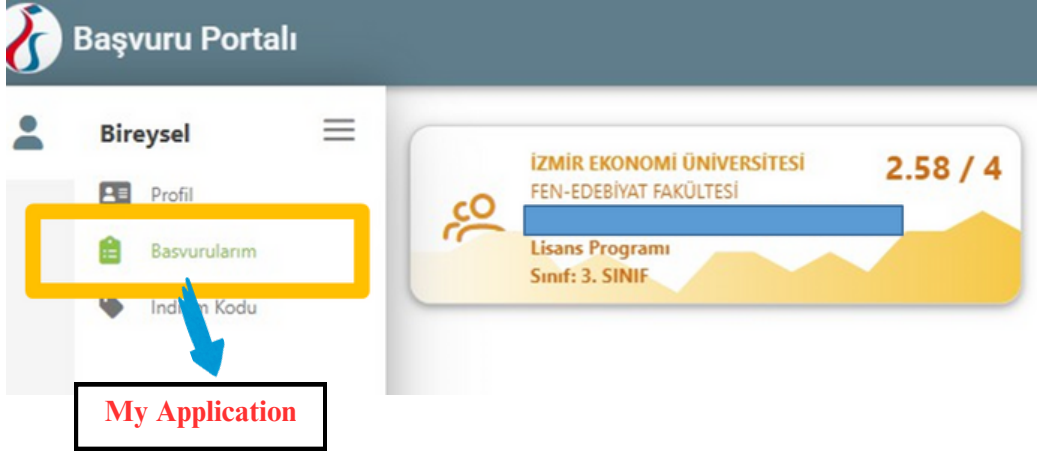 Başvuru Portalı
Bireysel
Profil
Basvurularım
Kodu
My Application
İZMİR EKONOMİ ÜNİVERSİTESİ
2.58 / 4
FEN-EDEBİYAT FAKÜLTESİ
Lisans Programı
Sınıf: 3. SINIF